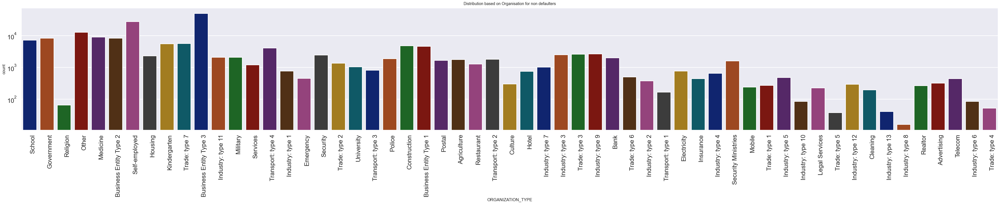 Distribution based on Organisation for non defaulters
count
10^4
10^3
10^2
School
Government
Religion
Other
Medicine
Business Entity Type 2
Self-employed
Housing
Kindergarten
Trade: type 7
Business Entity Type 3
Industry: type 11
Military
Services
Transport: type 4
Industry: type 1
Emergency
Security
Trade: type 2
University
Transport: type 3
Police
Construction
Business Entity Type 1
Postal
Agriculture
Restaurant
Transport: type 2
Culture
Hotel
Industry: type 7
Industry: type 3
Trade: type 3
Industry: type 9
Bank
Trade: type 6
Industry: type 2
Transport: type 1
Electricity
Insurance
Industry: type 4
Security Ministries
Mobile
Trade: type 1
Industry: type 5
Industry: type 10
Legal Services
Trade: type 5
Industry: type 12
Cleaning
Industry: type 13
Industry: type 8
Realtor
Advertising
Telecom
Industry: type 6
Trade: type 4
ORGANIZATION_TYPE